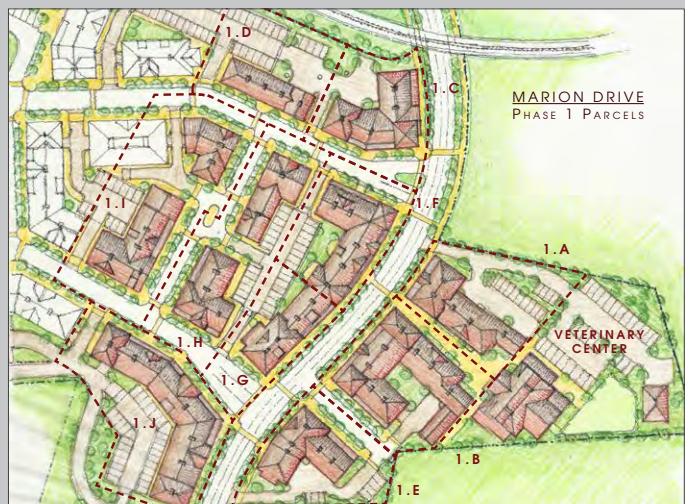 1.D
1.C
MARION DRIVE
PHASE 1 PARCELS
1.I
1.F
1.A
VETERINARY
CENTER
1.H
1.G
1.J
1.B
1.E